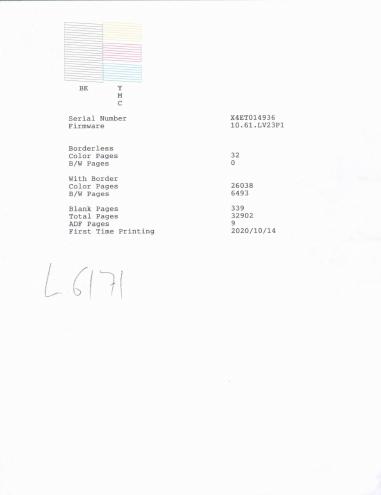 BK Y
M
C
Serial Number X4ET014936
Firmware 10.61.LV23P1
Borderless
Color Pages 32
B/W Pages 0
With Border
Color Pages 26038
B/W Pages 6493
Blank Pages 339
Total Pages 32902
ADF Pages 9
First Time Printing 2020/10/14
L 6171